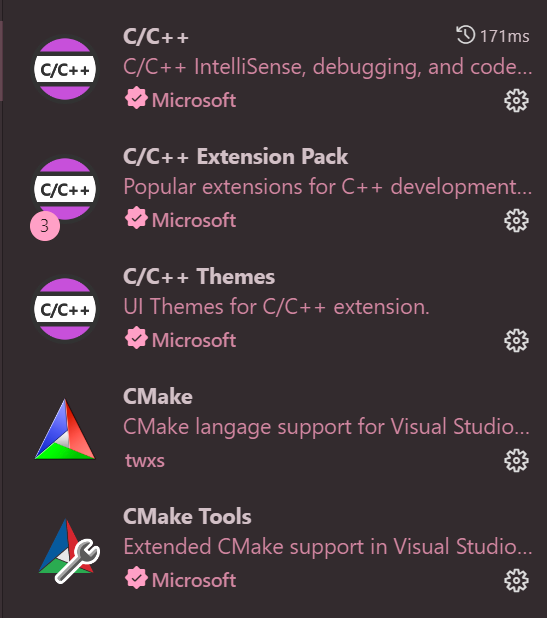 C/C++
171ms
C/C++
C/C++ IntelliSense, debugging, and code...
Microsoft
C/C++ Extension Pack
C/C++
Popular extensions for C++ development...
3
Microsoft
C/C++ Themes
C/C++
UI Themes for C/C++ extension.
Microsoft
CMake
CMake langage support for Visual Studio...
twxs
CMake Tools
Extended CMake support in Visual Studio...
Microsoft